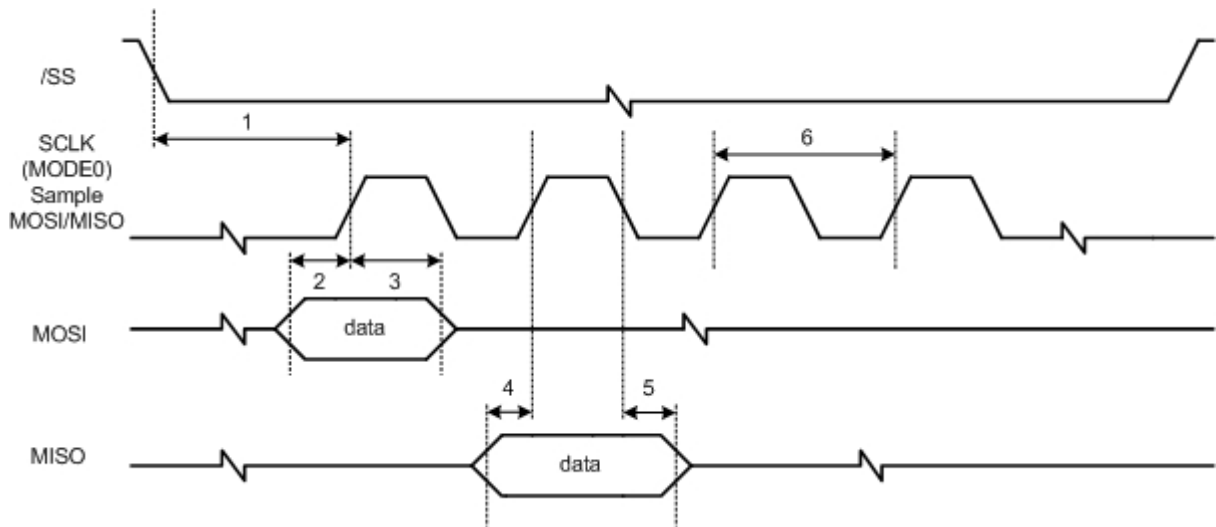 /SS
1
SCLK
(MODE0)
Sample
MOSI/MISO
6
2
3
MOSI
data
4
5
MISO
data